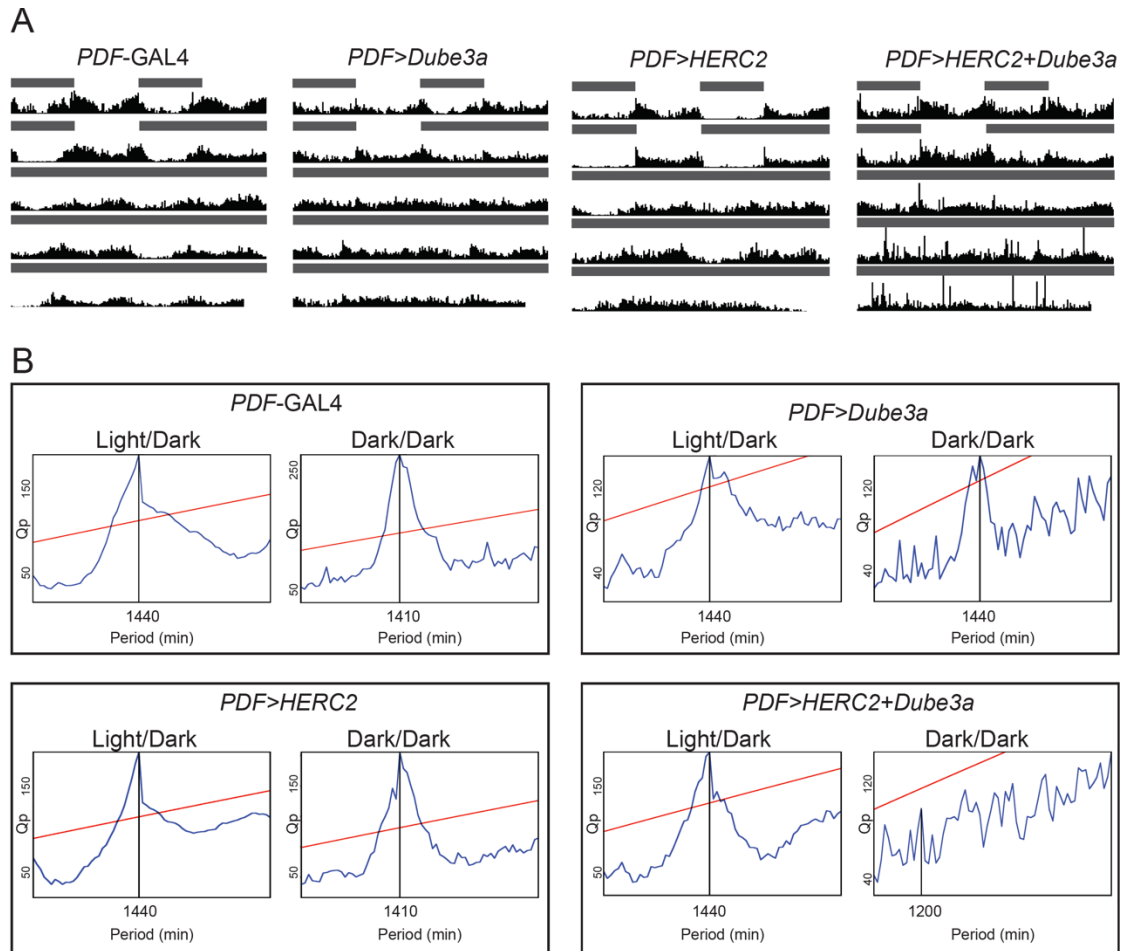 A
PDF-GAL4
PDF>Dube3a
PDF>HERC2
PDF>HERC2+Dube3a
B
PDF-GAL4
Light/Dark
150
Qp
50
1440
Period (min)
Dark/Dark
250
Qp
50
1410
Period (min)
PDF>Dube3a
Light/Dark
120
Qp
40
1440
Period (min)
Dark/Dark
120
Qp
40
1440
Period (min)
PDF>HERC2
Light/Dark
150
Qp
50
1440
Period (min)
Dark/Dark
150
Qp
50
1410
Period (min)
PDF>HERC2+Dube3a
Light/Dark
150
Qp
50
1440
Period (min)
Dark/Dark
120
Qp
40
1200
Period (min)